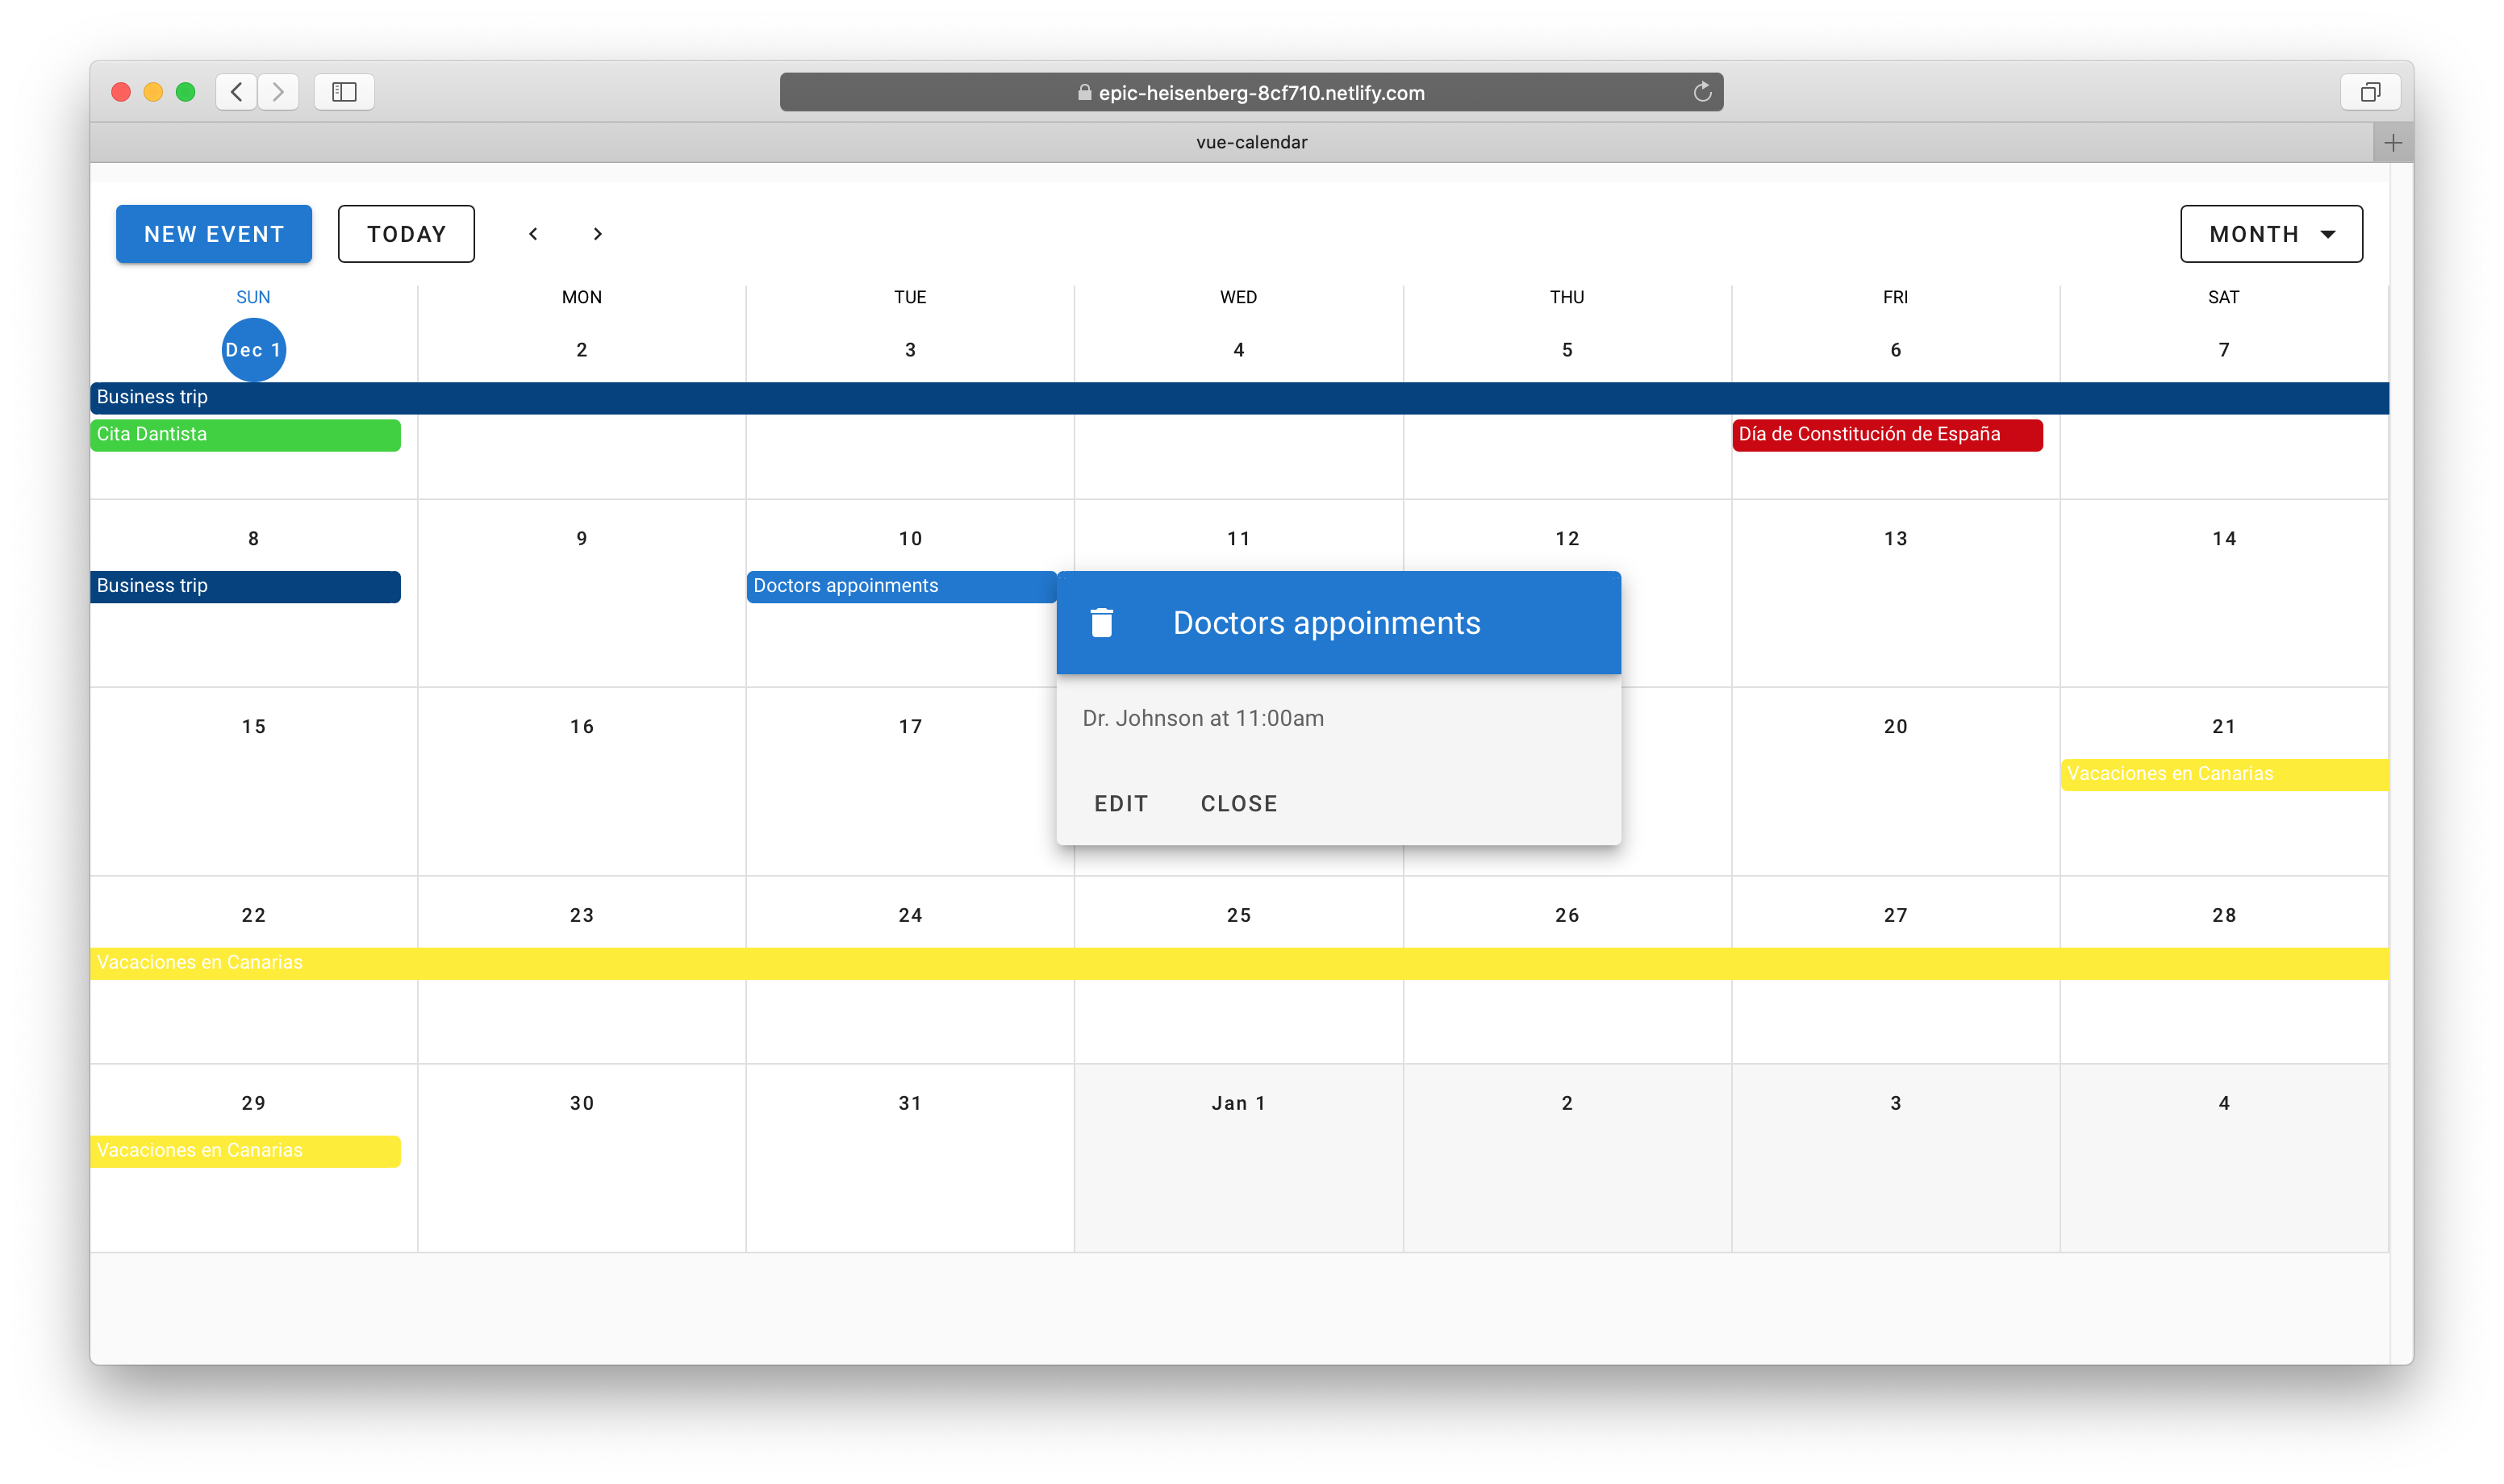 epic-heisenberg-8cf710.netlify.com
vue-calendar
NEW EVENT TODAY MONTH
SUN MON TUE WED THU FRI SAT
Dec 1 2 3 4 5 6 7
Business trip
Cita Dantista Día de Constitución de España
8 9 10 11 12 13 14
Business trip Doctors appoinments
Doctors appoinments
Dr. Johnson at 11:00am
EDIT CLOSE
15 16 17 20 21
Vacaciones en Canarias
22 23 24 25 26 27 28
Vacaciones en Canarias
29 30 31 Jan 1 2 3 4
Vacaciones en Canarias